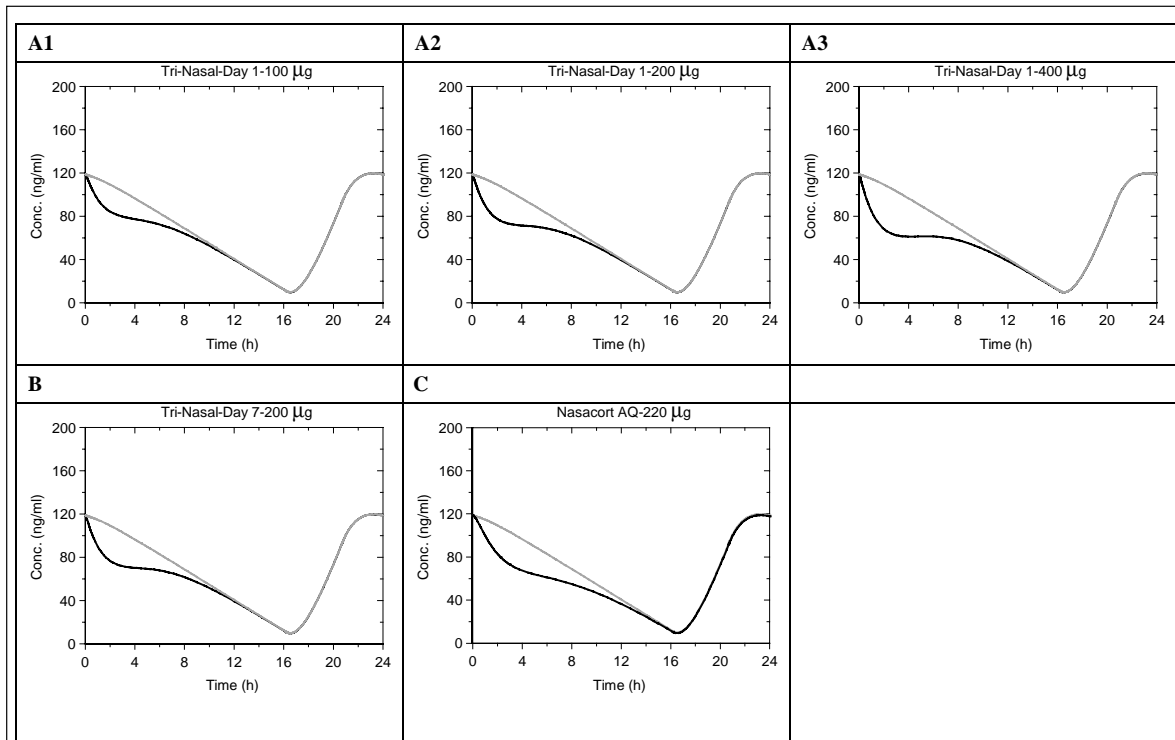 A1
A2
A3
Tri-Nasal-Day 1-100 μg
200
160
120
80
40
0
Conc. (ng/ml)
0 4 8 12 16 20 24
Time (h)
Tri-Nasal-Day 1-200 μg
200
160
120
80
40
0
Conc. (ng/ml)
0 4 8 12 16 20 24
Time (h)
Tri-Nasal-Day 1-400 μg
200
160
120
80
40
0
Conc. (ng/ml)
0 4 8 12 16 20 24
Time (h)
B
C
Tri-Nasal-Day 7-200 μg
200
160
120
80
40
0
Conc. (ng/ml)
0 4 8 12 16 20 24
Time (h)
Nasacort AQ-220 μg
200
160
120
80
40
0
Conc. (ng/ml)
0 4 8 12 16 20 24
Time (h)